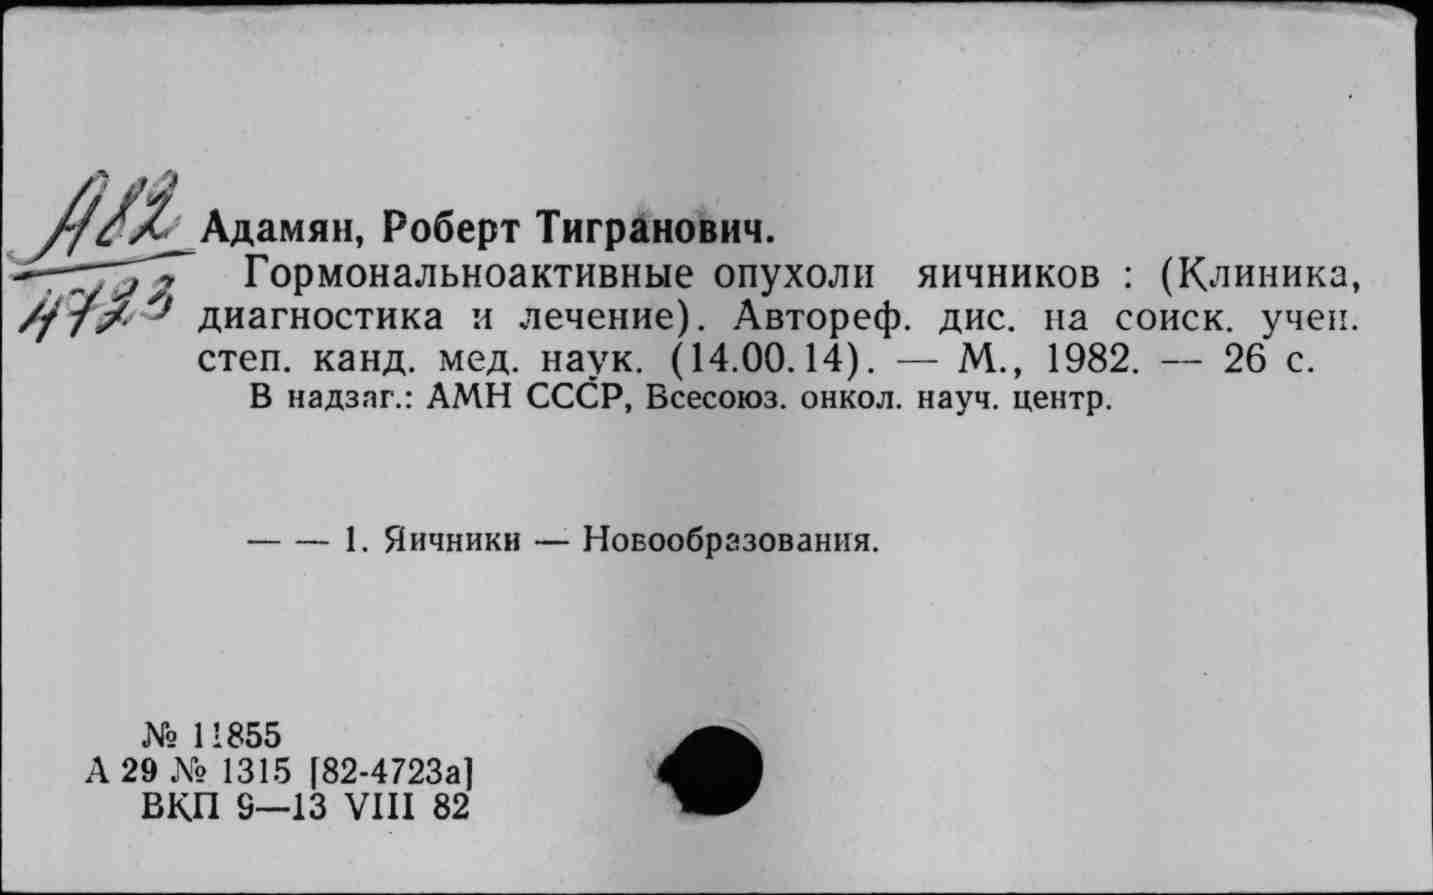 А82
4723
Адамян, Роберт Тигранович.
Гормональноактивные опухоли яичников : (Клиника,
диагностика и лечение). Автореф. дис. на соиск. учен.
степ. канд. мед. наук. (14.00.14). — М., 1982. — 26 с.
В надзаг.: АМН СССР, Всесоюз. онкол. науч. центр.
— — 1. Яичники — Новообразования.
№ 11855
А 29 № 1315 [82-4723а]
ВКП 9—13 VIII 82